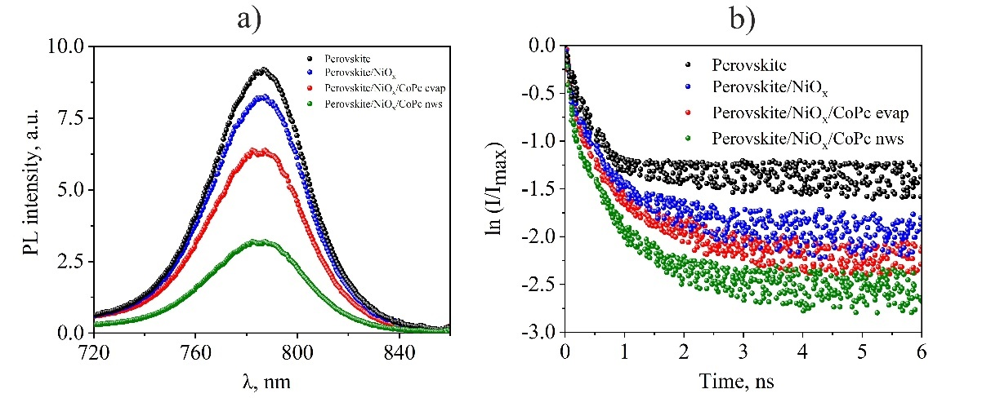 a)
10.0
7.5
5.0
2.5
0.0
PL intensity, a.u.
Perovskite
Perovskite/NiOₓ
Perovskite/NiOₓ/CoPc evap
Perovskite/NiOₓ/CoPc nws
720 760 800 840
λ, nm
b)
0.0
-0.5
-1.0
-1.5
-2.0
-2.5
-3.0
ln (I/Iₘₐₓ)
Perovskite
Perovskite/NiOₓ
Perovskite/NiOₓ/CoPc evap
Perovskite/NiOₓ/CoPc nws
0 1 2 3 4 5 6
Time, ns